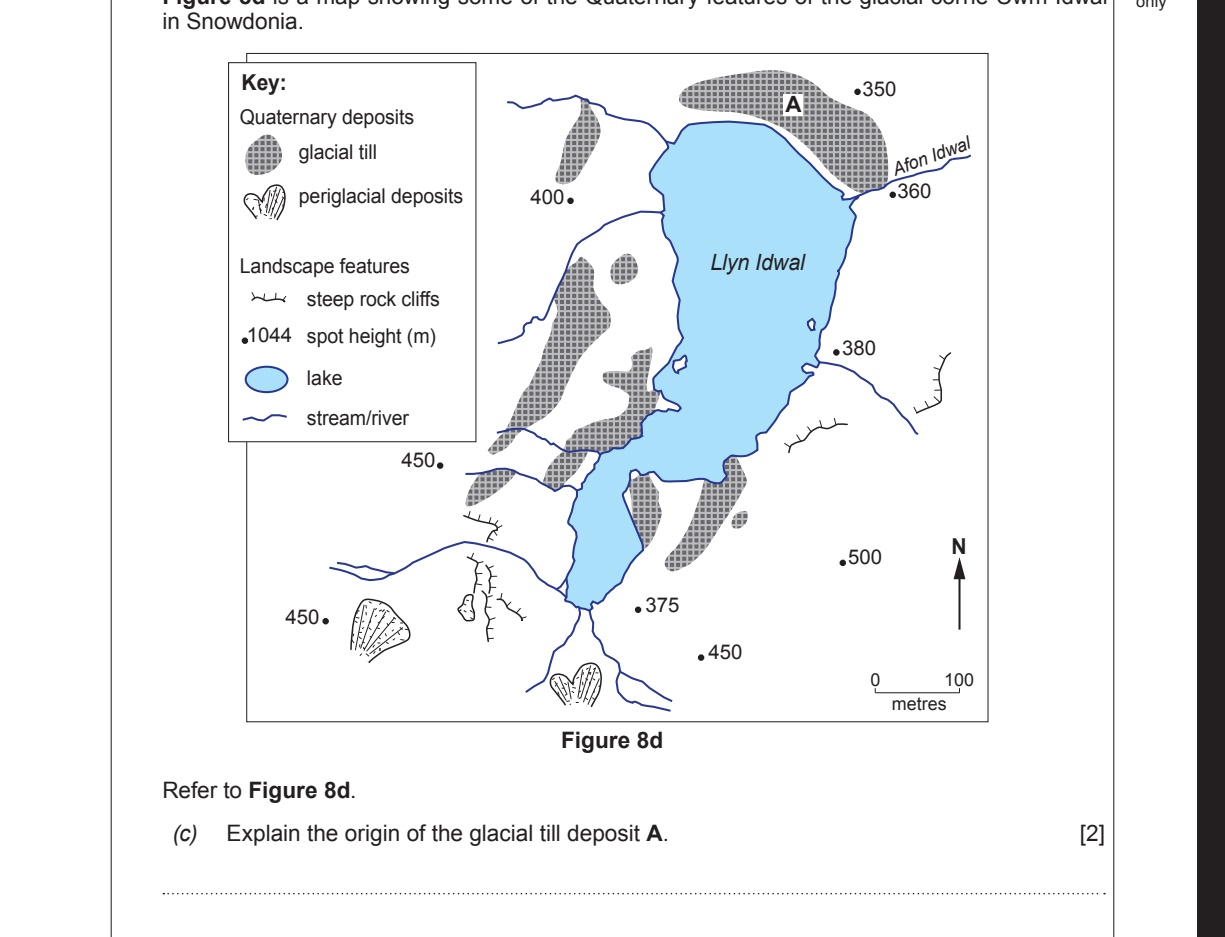 Figure 8d is a map showing some of the Quaternary features of the glacial corrie Cwm Idwal
only
in Snowdonia.
Key:
Quaternary deposits
glacial till
periglacial deposits
Landscape features
steep rock cliffs
.1044 spot height (m)
lake
stream/river
A
350
Afon Idwal
360
400
Llyn Idwal
380
450
500
N
375
450
450
0 100
metres
Figure 8d
Refer to Figure 8d.
(c) Explain the origin of the glacial till deposit A. [2]